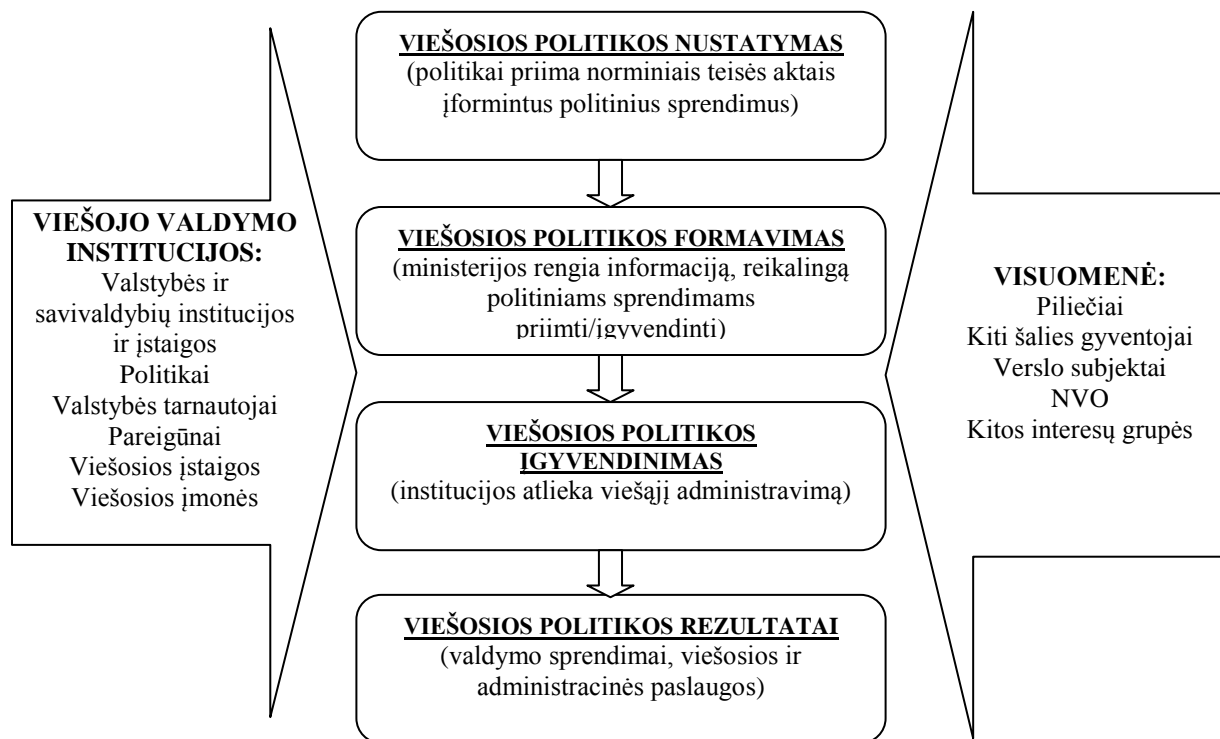 VIEŠOSIOS POLITIKOS NUSTATYMAS
(politikai priima norminiais teisės aktais
įformintus politinius sprendimus)
VIEŠOJO VALDYMO
INSTITUCIJOS:
Valstybės ir
savivaldybių institucijos
ir įstaigos
Politikai
Valstybės tarnautojai
Pareigūnai
Viešosios įstaigos
Viešosios įmonės
VIEŠOSIOS POLITIKOS FORMAVIMAS
(ministerijos rengia informaciją, reikalingą
politiniams sprendimams
priimti/įgyvendinti)
VIEŠOSIOS POLITIKOS
ĮGYVENDINIMAS
(institucijos atlieka viešąjį administravimą)
VIEŠOSIOS POLITIKOS REZULTATAI
(valdymo sprendimai, viešosios ir
administracinės paslaugos)
VISUOMENĖ:
Piliečiai
Kiti šalies gyventojai
Verslo subjektai
NVO
Kitos interesų grupės